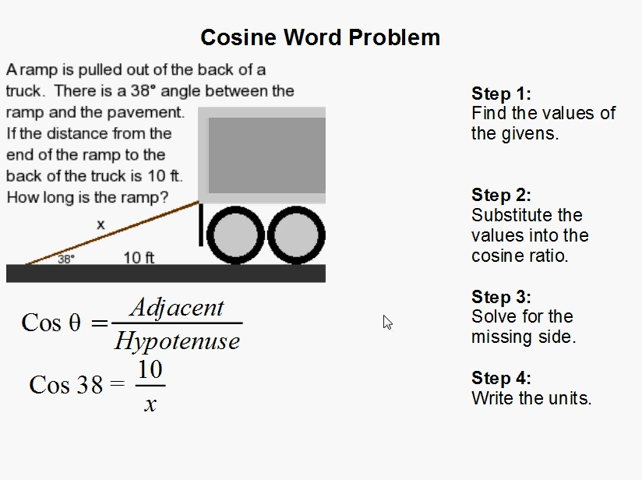 Cosine Word Problem
A ramp is pulled out of the back of a
truck. There is a 38° angle between the
ramp and the pavement.
If the distance from the
end of the ramp to the
back of the truck is 10 ft.
How long is the ramp?
x
38°
10 ft
Cos θ = Adjacent / Hypotenuse
Cos 38 = 10 / x
Step 1:
Find the values of
the givens.
Step 2:
Substitute the
values into the
cosine ratio.
Step 3:
Solve for the
missing side.
Step 4:
Write the units.